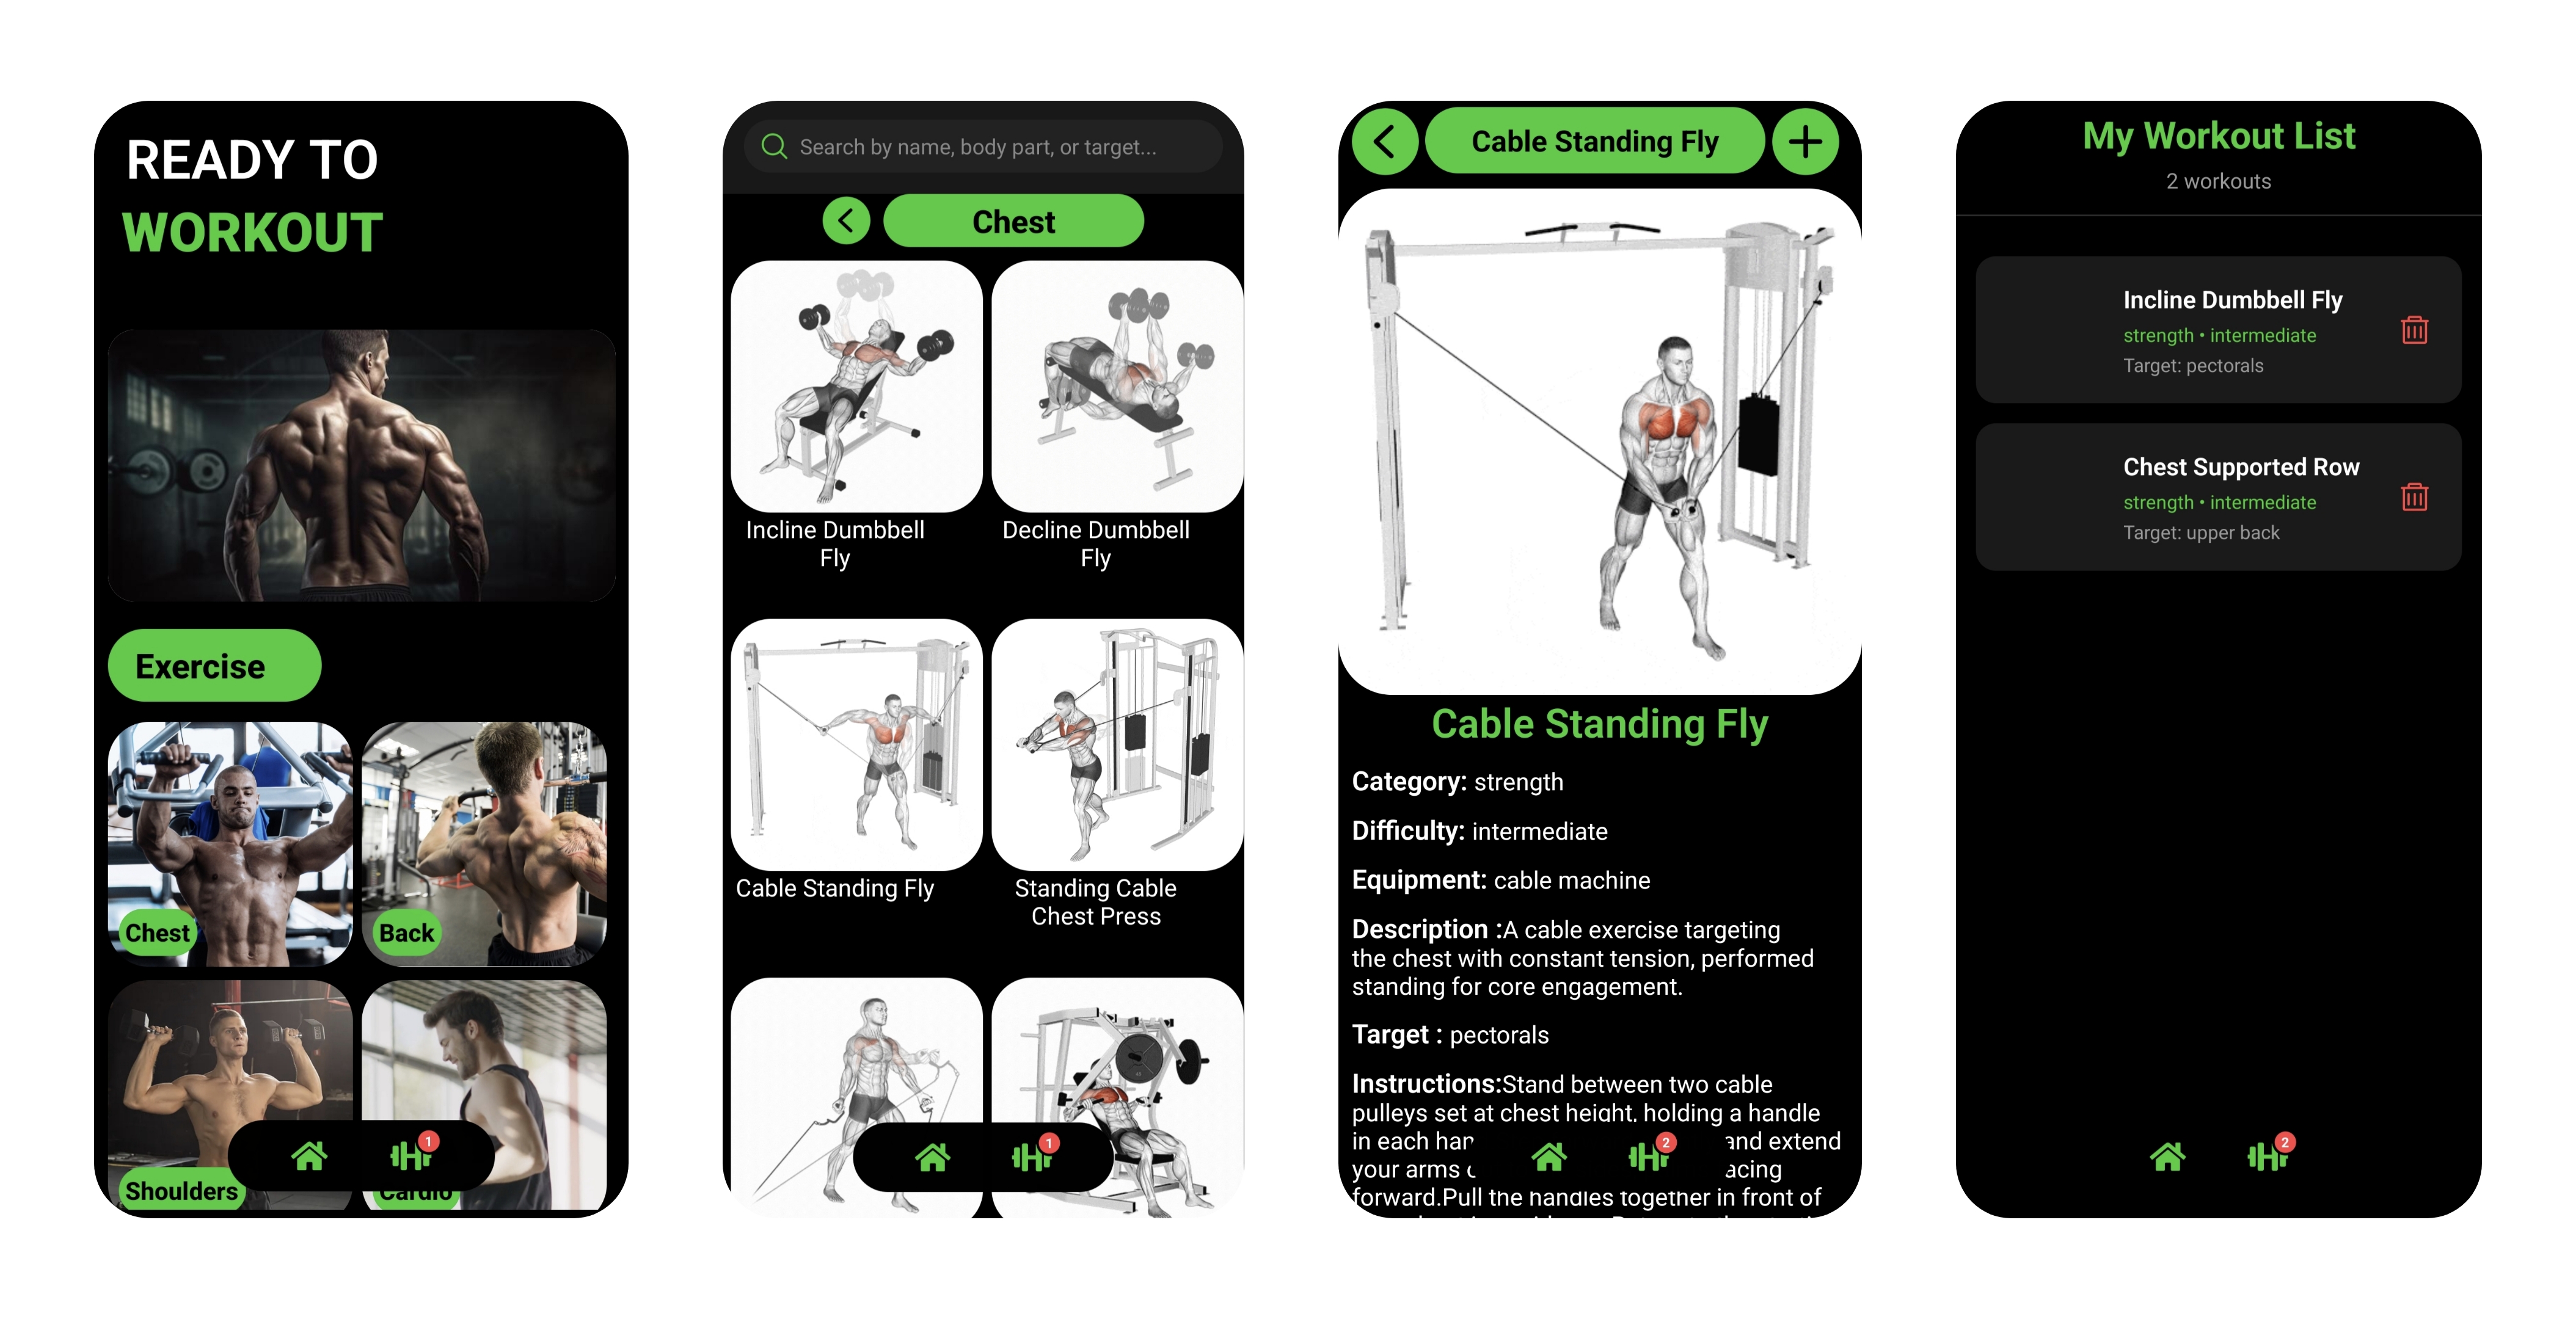 READY TO
WORKOUT
Exercise
Chest
Back
Shoulders
Cardio
1
Search by name, body part, or target...
Chest
Incline Dumbbell
Fly
Decline Dumbbell
Fly
Cable Standing Fly
Standing Cable
Chest Press
1
Cable Standing Fly
Cable Standing Fly
Category: strength
Difficulty: intermediate
Equipment: cable machine
Description :A cable exercise targeting
the chest with constant tension, performed
standing for core engagement.
Target : pectorals
Instructions:Stand between two cable
pulleys set at chest height, holding a handle
in each and extend
your arms
forward.Pull the handles together in front of
2
My Workout List
2 workouts
Incline Dumbbell Fly
strength • intermediate
Target: pectorals
Chest Supported Row
strength • intermediate
Target: upper back
2